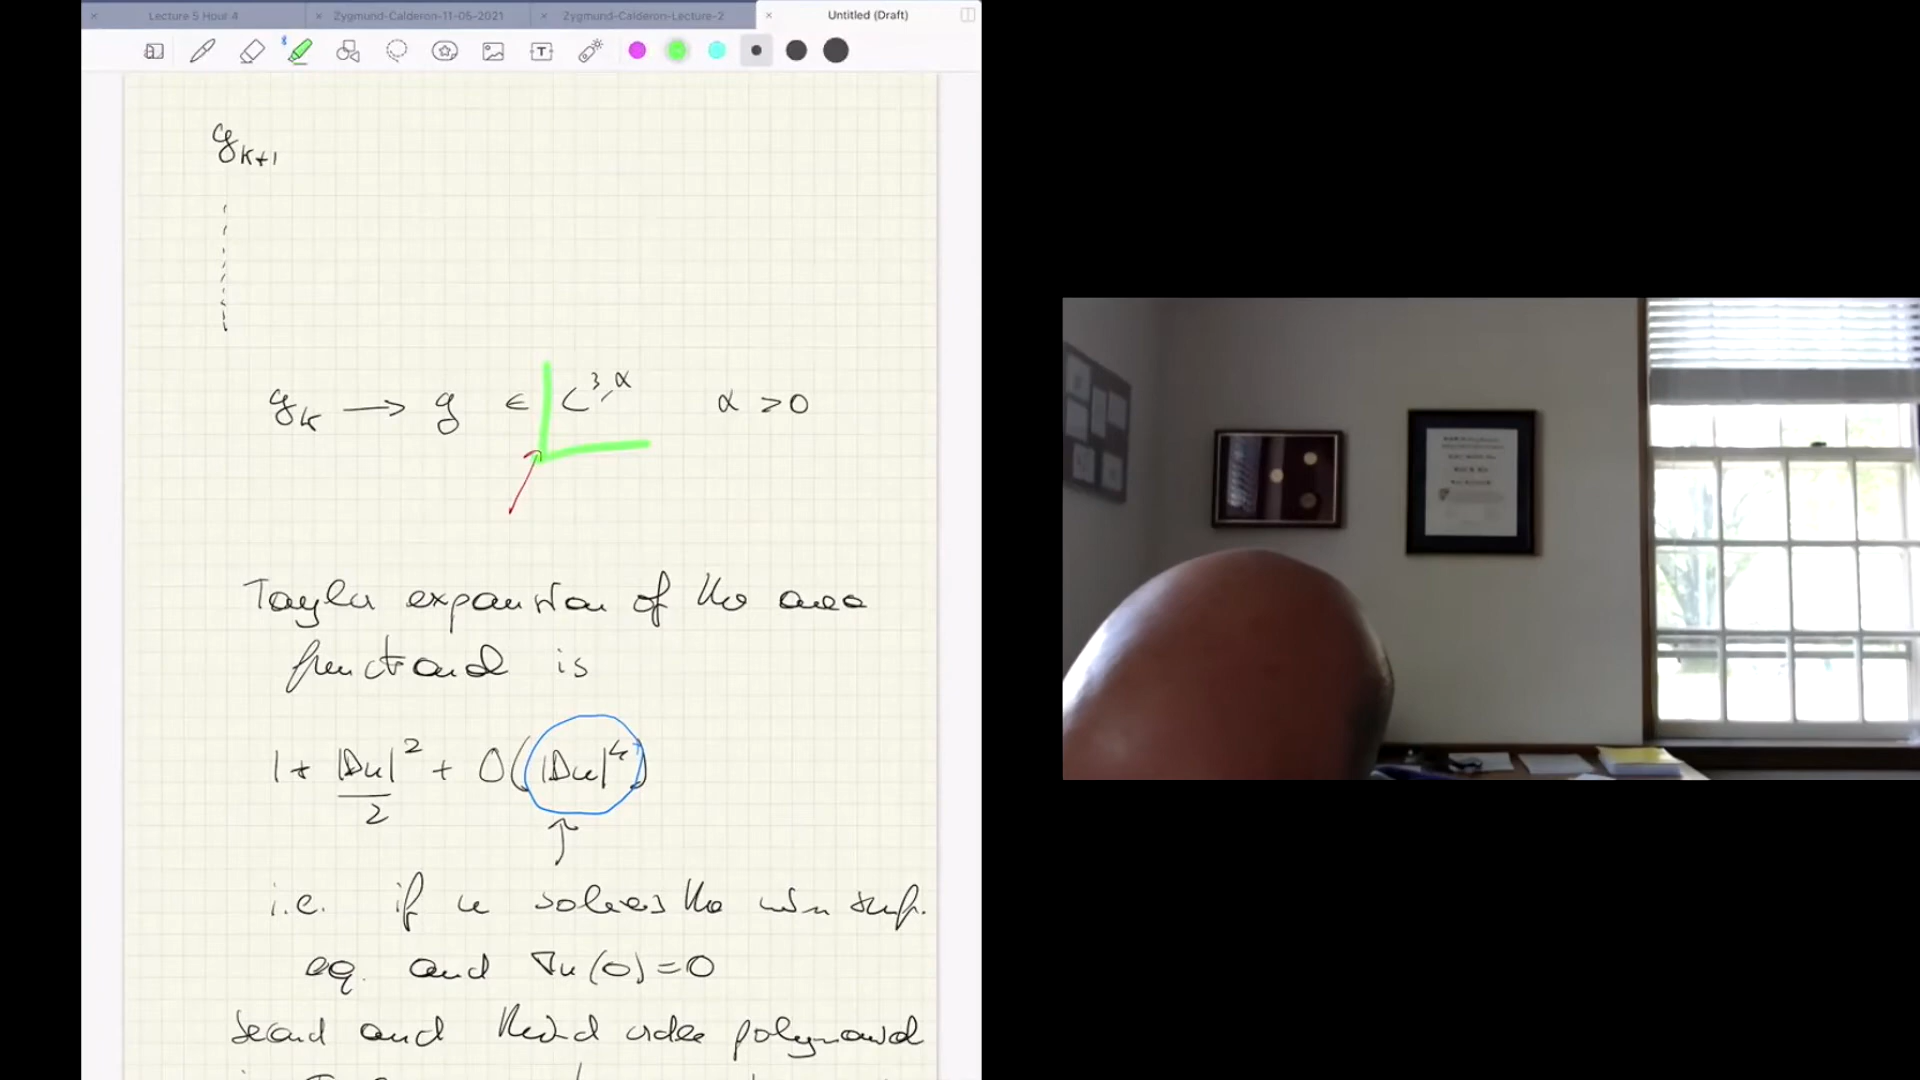 Lecture 5 Hour 4
Zygmund-Calderon-11-05-2021
Zygmund-Calderon-Lecture-2
Untitled (Draft)
g_{k+1}
g_k → g ∈ C^{3,α} α > 0
Taylor expansion of the area
functional is
1 + |Du|^2/2 + O(|Du|^4)
i.e. if u solves the min surf.
eq. and ∇u(0) = 0
second and third order polynomial